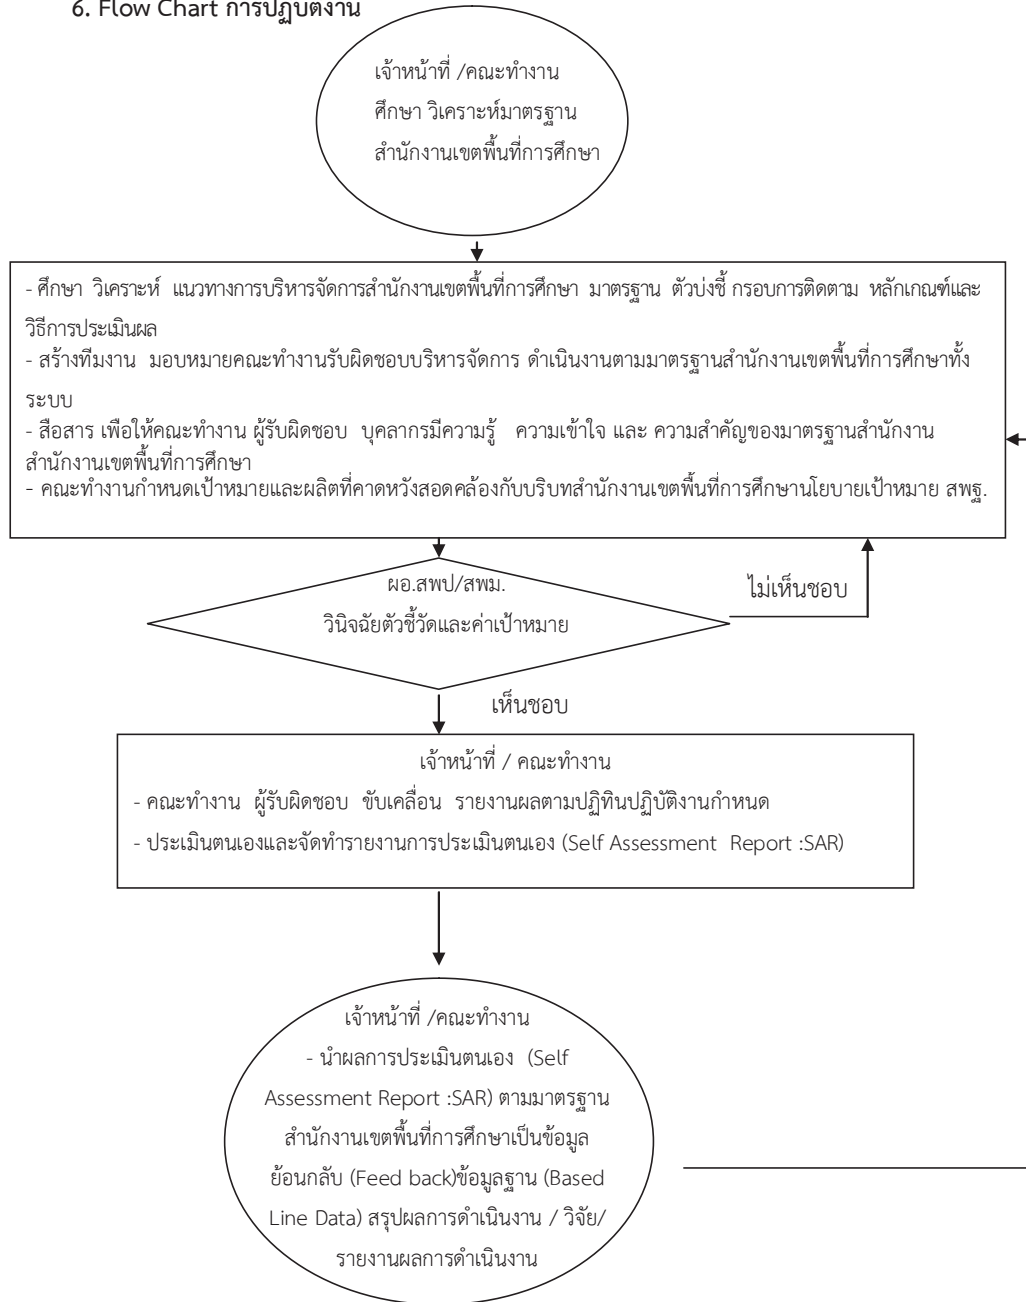 6. Flow Chart การปฏิบัติงาน
เจ้าหน้าที่ /คณะทำงาน
ศึกษา วิเคราะห์มาตรฐาน
สำนักงานเขตพื้นที่การศึกษา
- ศึกษา วิเคราะห์ แนวทางการบริหารจัดการสำนักงานเขตพื้นที่การศึกษา มาตรฐาน ตัวบ่งชี้ กรอบการติดตาม หลักเกณฑ์และ
วิธีการประเมินผล
- สร้างทีมงาน มอบหมายคณะทำงานรับผิดชอบบริหารจัดการ ดำเนินงานตามมาตรฐานสำนักงานเขตพื้นที่การศึกษาทั้ง
ระบบ
- สือสาร เพือให้คณะทำงาน ผู้รับผิดชอบ บุคลากรมีความรู้ ความเข้าใจ และ ความสำคัญของมาตรฐานสำนักงาน
สำนักงานเขตพื้นที่การศึกษา
- คณะทำงานกำหนดเป้าหมายและผลิตที่คาดหวังสอดคล้องกับบริบทสำนักงานเขตพื้นที่การศึกษานโยบายเป้าหมาย สพฐ.
ผอ.สพป/สพม.
วินิจฉัยตัวชี้วัดและค่าเป้าหมาย
ไม่เห็นชอบ
เห็นชอบ
เจ้าหน้าที่ / คณะทำงาน
- คณะทำงาน ผู้รับผิดชอบ ขับเคลื่อน รายงานผลตามปฏิทินปฏิบัติงานกำหนด
- ประเมินตนเองและจัดทำรายงานการประเมินตนเอง (Self Assessment Report :SAR)
เจ้าหน้าที่ /คณะทำงาน
- นำผลการประเมินตนเอง (Self
Assessment Report :SAR) ตามมาตรฐาน
สำนักงานเขตพื้นที่การศึกษาเป็นข้อมูล
ย้อนกลับ (Feed back)ข้อมูลฐาน (Based
Line Data) สรุปผลการดำเนินงาน / วิจัย/
รายงานผลการดำเนินงาน